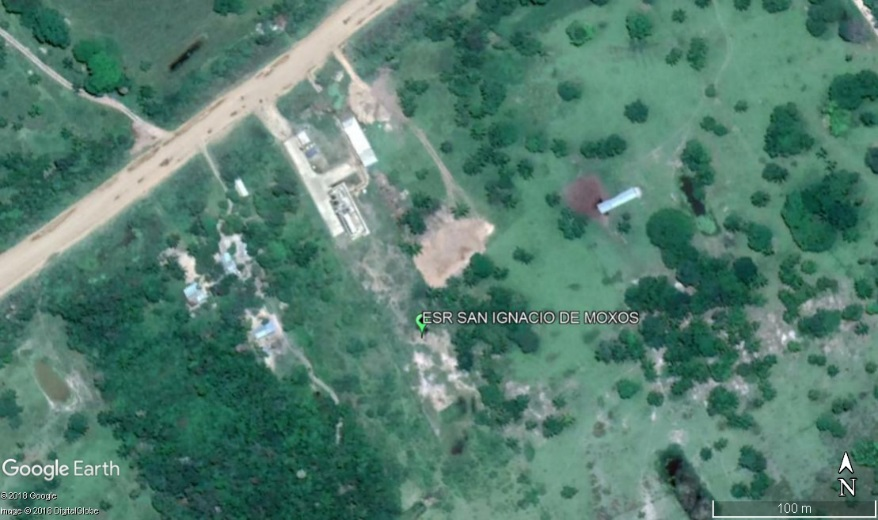 ESR SAN IGNACIO DE MOXOS
Google Earth
© 2018 Google
Image © 2018 DigitalGlobe
100 m
N